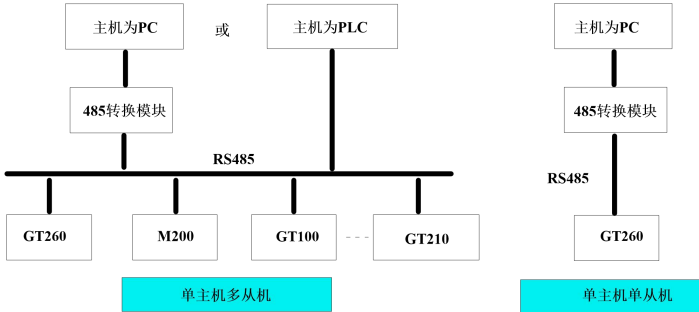 主机为PC
或
主机为PLC
485转换模块
RS485
GT260
M200
GT100
GT210
单主机多从机
主机为PC
485转换模块
RS485
GT260
单主机单从机